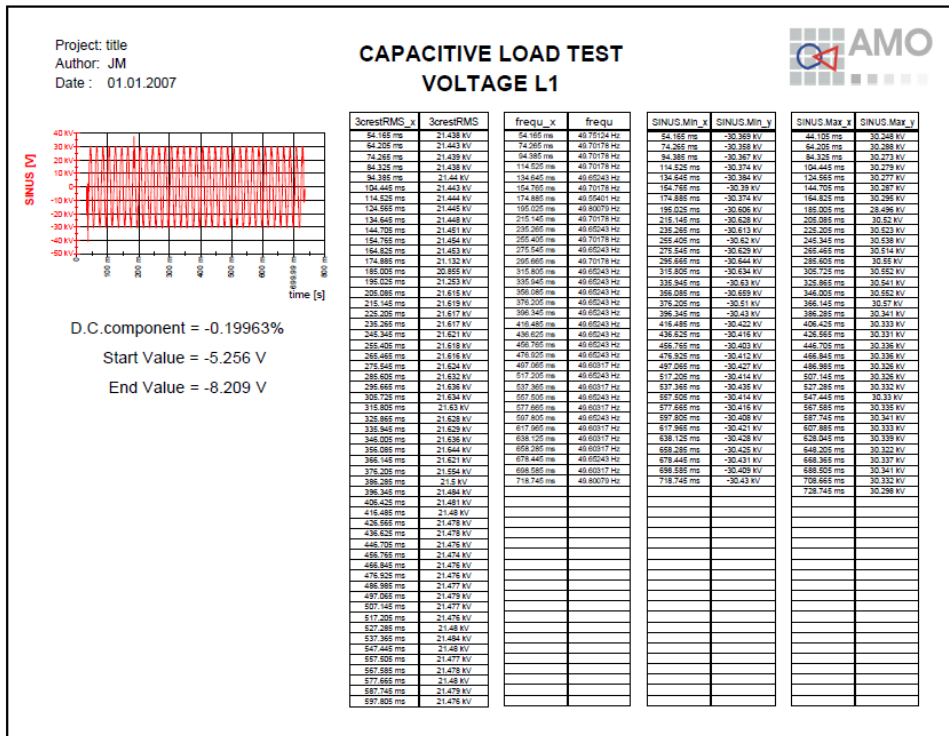 Project: title
Author: JM
Date : 01.01.2007
CAPACITIVE LOAD TEST
VOLTAGE L1
AMO
SINUS [V]
40 kV
30 kV
20 kV
10 kV
0
-10 kV
-20 kV
-30 kV
-40 kV
-50 kV
0
100
200
300
400
500
600
699.99
800
time [s]
D.C.component = -0.19963%
Start Value = -5.256 V
End Value = -8.209 V
3crestRMS_x 3crestRMS
54.165 ms 21.438 kV
64.205 ms 21.443 kV
74.265 ms 21.439 kV
84.325 ms 21.438 kV
94.385 ms 21.44 kV
104.445 ms 21.443 kV
114.525 ms 21.444 kV
124.565 ms 21.445 kV
134.645 ms 21.448 kV
144.705 ms 21.451 kV
154.765 ms 21.454 kV
164.825 ms 21.453 kV
174.885 ms 21.132 kV
185.005 ms 20.855 kV
195.025 ms 21.253 kV
205.085 ms 21.615 kV
215.145 ms 21.619 kV
225.205 ms 21.617 kV
235.265 ms 21.617 kV
245.345 ms 21.621 kV
255.405 ms 21.618 kV
265.465 ms 21.616 kV
275.545 ms 21.624 kV
285.605 ms 21.632 kV
295.665 ms 21.636 kV
305.725 ms 21.634 kV
315.805 ms 21.63 kV
325.865 ms 21.628 kV
335.945 ms 21.629 kV
346.005 ms 21.636 kV
356.085 ms 21.644 kV
366.145 ms 21.621 kV
376.205 ms 21.554 kV
386.285 ms 21.5 kV
396.345 ms 21.484 kV
406.425 ms 21.481 kV
416.485 ms 21.48 kV
426.565 ms 21.478 kV
436.625 ms 21.478 kV
446.705 ms 21.476 kV
456.765 ms 21.474 kV
466.845 ms 21.476 kV
476.925 ms 21.476 kV
486.985 ms 21.477 kV
497.065 ms 21.479 kV
507.145 ms 21.477 kV
517.205 ms 21.476 kV
527.285 ms 21.48 kV
537.365 ms 21.484 kV
547.445 ms 21.48 kV
557.505 ms 21.477 kV
567.585 ms 21.478 kV
577.665 ms 21.48 kV
587.745 ms 21.479 kV
597.805 ms 21.476 kV
frequ_x frequ
54.165 ms 49.75124 Hz
74.265 ms 49.70178 Hz
94.385 ms 49.70178 Hz
114.525 ms 49.70178 Hz
134.645 ms 49.65243 Hz
154.765 ms 49.70178 Hz
174.885 ms 49.55401 Hz
195.025 ms 49.80079 Hz
215.145 ms 49.70178 Hz
235.265 ms 49.65243 Hz
255.405 ms 49.70178 Hz
275.545 ms 49.65243 Hz
295.665 ms 49.70178 Hz
315.805 ms 49.65243 Hz
335.945 ms 49.65243 Hz
356.085 ms 49.65243 Hz
376.205 ms 49.65243 Hz
396.345 ms 49.65243 Hz
416.485 ms 49.65243 Hz
436.625 ms 49.65243 Hz
456.765 ms 49.65243 Hz
476.925 ms 49.65243 Hz
497.065 ms 49.60317 Hz
517.205 ms 49.65243 Hz
537.365 ms 49.60317 Hz
557.505 ms 49.65243 Hz
577.665 ms 49.60317 Hz
597.805 ms 49.65243 Hz
617.965 ms 49.60317 Hz
638.125 ms 49.60317 Hz
658.285 ms 49.60317 Hz
678.445 ms 49.65243 Hz
698.585 ms 49.60317 Hz
718.745 ms 49.80079 Hz
SINUS.Min_x SINUS.Min_y
54.165 ms -30.369 kV
74.265 ms -30.358 kV
94.385 ms -30.367 kV
114.525 ms -30.374 kV
134.645 ms -30.384 kV
154.765 ms -30.39 kV
174.885 ms -30.374 kV
195.025 ms -30.606 kV
215.145 ms -30.628 kV
235.265 ms -30.613 kV
255.405 ms -30.62 kV
275.545 ms -30.629 kV
295.665 ms -30.644 kV
315.805 ms -30.634 kV
335.945 ms -30.63 kV
356.085 ms -30.659 kV
376.205 ms -30.51 kV
396.345 ms -30.43 kV
416.485 ms -30.422 kV
436.625 ms -30.416 kV
456.765 ms -30.403 kV
476.925 ms -30.412 kV
497.065 ms -30.427 kV
517.205 ms -30.414 kV
537.365 ms -30.435 kV
557.505 ms -30.414 kV
577.665 ms -30.416 kV
597.805 ms -30.408 kV
617.965 ms -30.421 kV
638.125 ms -30.428 kV
658.285 ms -30.425 kV
678.445 ms -30.431 kV
698.585 ms -30.409 kV
718.745 ms -30.43 kV
SINUS.Max_x SINUS.Max_y
44.105 ms 30.248 kV
64.205 ms 30.288 kV
84.325 ms 30.273 kV
104.445 ms 30.279 kV
124.565 ms 30.277 kV
144.705 ms 30.287 kV
164.825 ms 30.295 kV
185.005 ms 28.496 kV
205.085 ms 30.52 kV
225.205 ms 30.523 kV
245.345 ms 30.538 kV
265.465 ms 30.514 kV
285.605 ms 30.55 kV
305.725 ms 30.552 kV
325.865 ms 30.541 kV
346.005 ms 30.552 kV
366.145 ms 30.57 kV
386.285 ms 30.341 kV
406.425 ms 30.333 kV
426.565 ms 30.331 kV
446.705 ms 30.336 kV
466.845 ms 30.336 kV
486.985 ms 30.326 kV
507.145 ms 30.326 kV
527.285 ms 30.332 kV
547.445 ms 30.33 kV
567.585 ms 30.335 kV
587.745 ms 30.341 kV
607.885 ms 30.333 kV
628.045 ms 30.339 kV
648.205 ms 30.322 kV
668.365 ms 30.337 kV
688.505 ms 30.341 kV
708.665 ms 30.332 kV
728.745 ms 30.298 kV